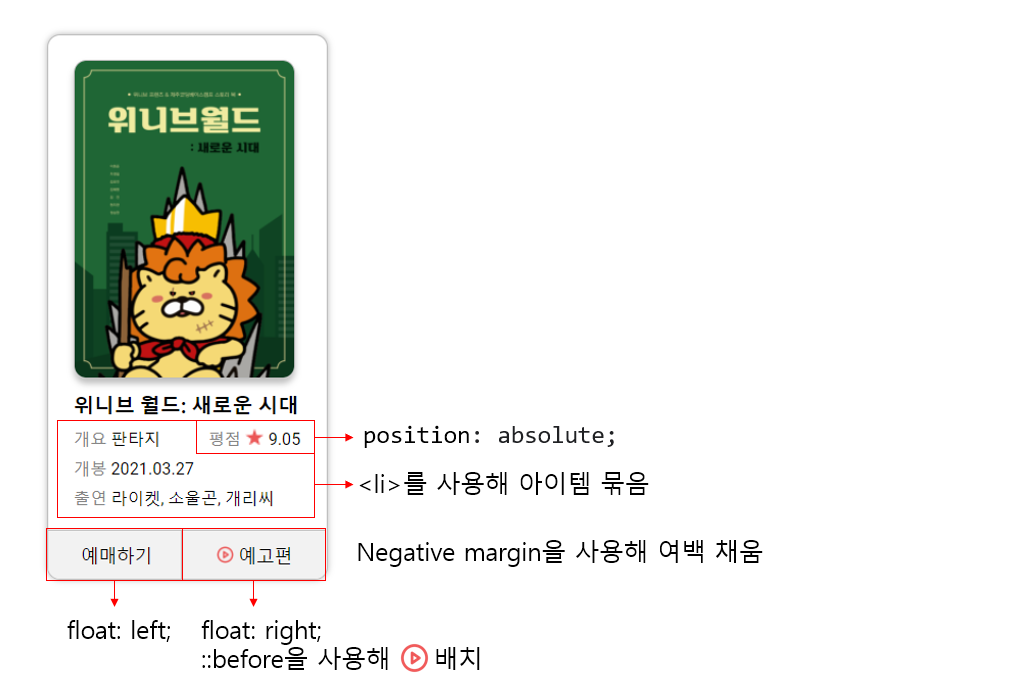 위니브월드
: 새로운 시대
위니브 월드: 새로운 시대
개요 판타지
평점 ★ 9.05
position: absolute;
개봉 2021.03.27
<li>를 사용해 아이템 묶음
출연 라이켓, 소울곤, 개리씨
예매하기
예고편
Negative margin을 사용해 여백 채움
float: left;
float: right;
::before을 사용해 배치